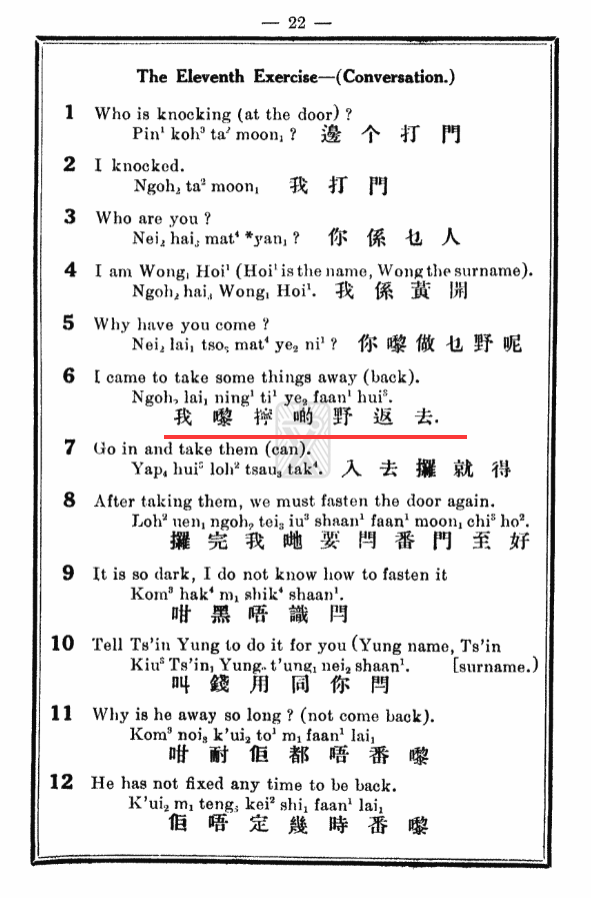 — 22 —
The Eleventh Exercise—(Conversation.)
1 Who is knocking (at the door) ?
Pin¹ koh³ ta² moon₁ ? 邊 个 打 門
2 I knocked.
Ngoh₂ ta² moon₁ 我 打 門
3 Who are you ?
Nei₂ hai₃ mat⁴ *yan₁ ? 你 係 乜 人
4 I am Wong₁ Hoi¹ (Hoi¹ is the name, Wong the surname).
Ngoh₂ hai₃ Wong₁ Hoi¹. 我 係 黃 開
5 Why have you come ?
Nei₂ lai₁ tso₃ mat⁴ ye₂ ni¹ ? 你 嚟 做 乜 野 呢
6 I came to take some things away (back).
Ngoh₂ lai₁ ning¹ ti¹ ye₂ faan¹ hui³.
我 嚟 擰 啲 野 返 去.
7 Go in and take them (can).
Yap₄ hui³ loh² tsau₃ tak⁴. 入 去 攞 就 得
8 After taking them, we must fasten the door again.
Loh² uen₁ ngoh₂ tei₃ iu³ shaan¹ faan¹ moon₁ chi³ ho².
攞 完 我 哋 要 閂 番 門 至 好
9 It is so dark, I do not know how to fasten it
Kom³ hak⁴ m₁ shik⁴ shaan¹.
咁 黑 唔 識 閂
10 Tell Ts'in Yung to do it for you (Yung name, Ts'in
Kiu³ Ts'in₁ Yung₃ t'ung₁ nei₂ shaan¹. [surname.)
叫 錢 用 同 你 閂
11 Why is he away so long ? (not come back).
Kom³ noi₃ k'ui₂ to¹ m₁ faan¹ lai₁
咁 耐 佢 都 唔 番 嚟
12 He has not fixed any time to be back.
K'ui₂ m₁ teng₃ kei² shi₁ faan¹ lai₁
佢 唔 定 幾 時 番 嚟